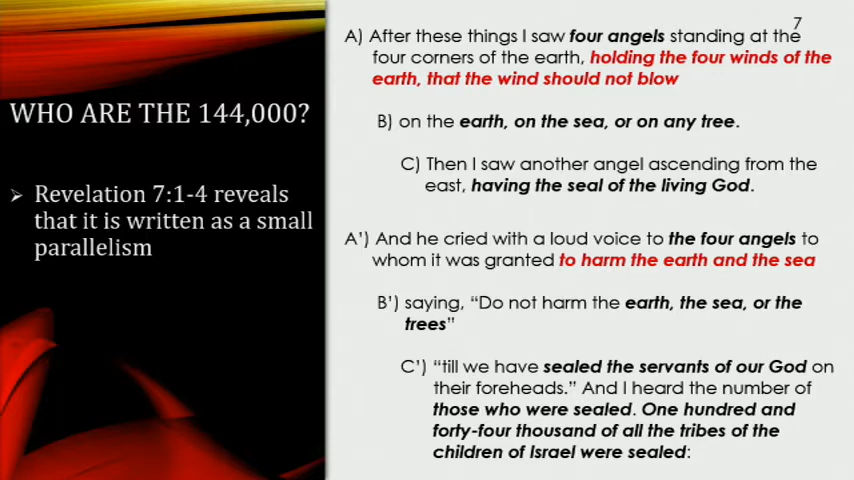 WHO ARE THE 144,000?
➢ Revelation 7:1-4 reveals
that it is written as a small
parallelism
7
A) After these things I saw four angels standing at the
four corners of the earth, holding the four winds of the
earth, that the wind should not blow
B) on the earth, on the sea, or on any tree.
C) Then I saw another angel ascending from the
east, having the seal of the living God.
A’) And he cried with a loud voice to the four angels to
whom it was granted to harm the earth and the sea
B’) saying, “Do not harm the earth, the sea, or the
trees”
C’) “till we have sealed the servants of our God on
their foreheads.” And I heard the number of
those who were sealed. One hundred and
forty-four thousand of all the tribes of the
children of Israel were sealed: